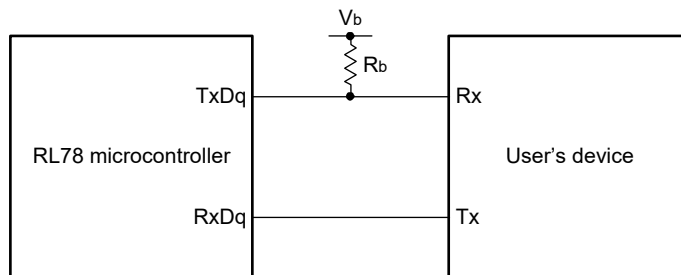 Vb
Rb
TxDq
Rx
RL78 microcontroller
User's device
RxDq
Tx